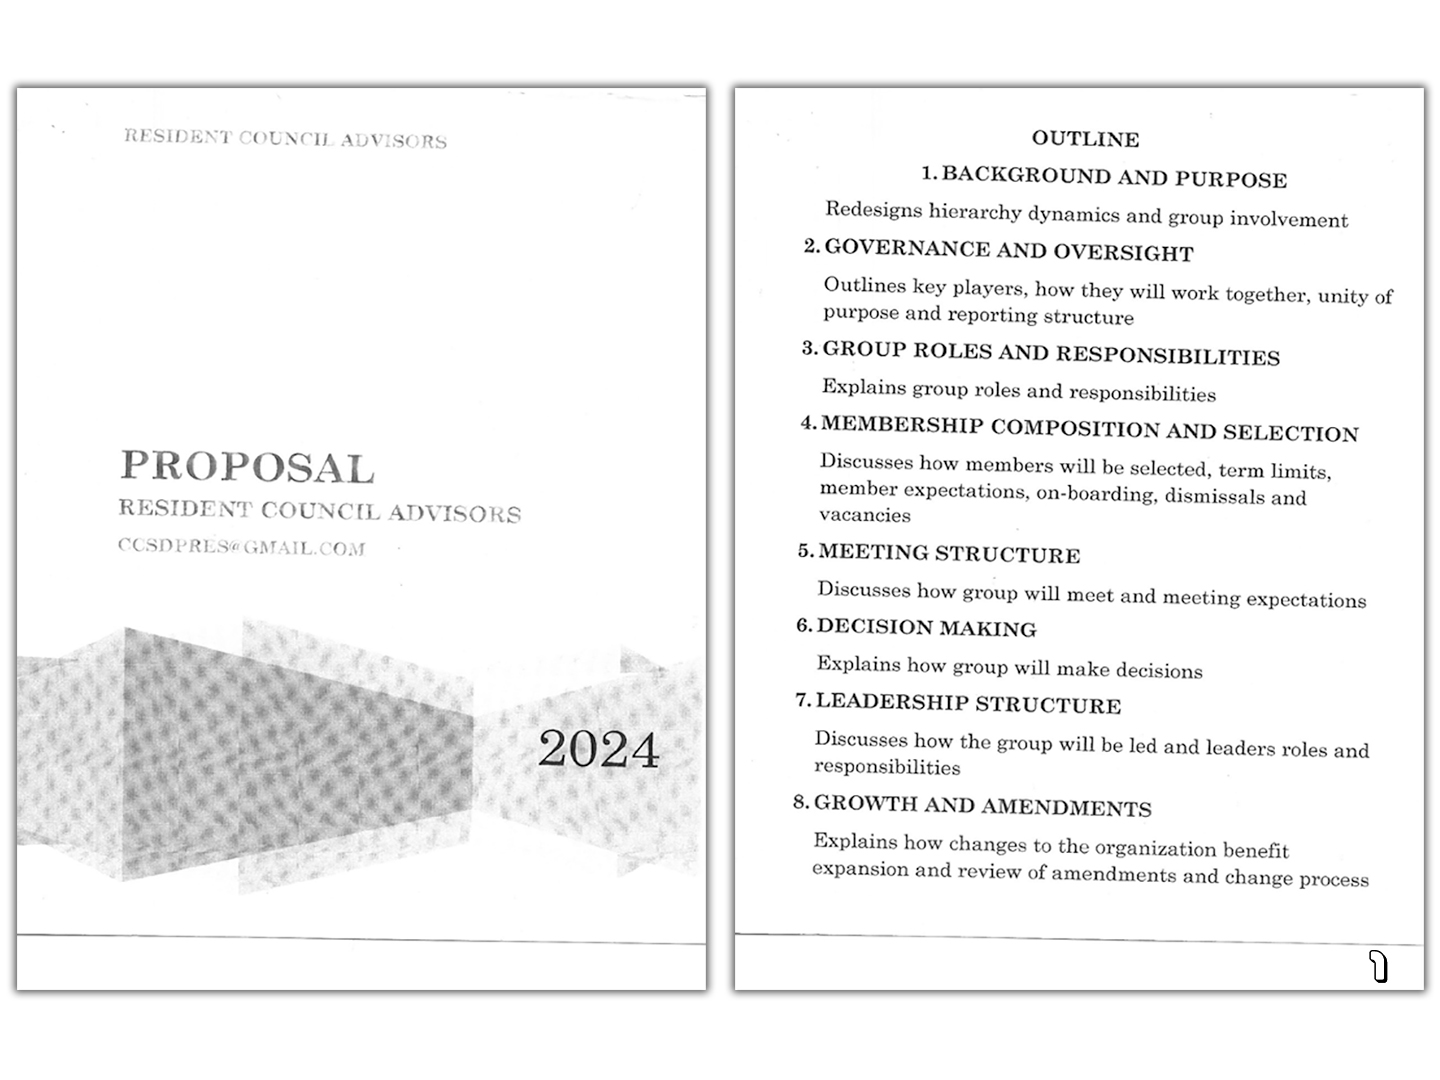 RESIDENT COUNCIL ADVISORS
PROPOSAL
RESIDENT COUNCIL ADVISORS
CCSDPRES@GMAIL.COM
2024
OUTLINE
1. BACKGROUND AND PURPOSE
Redesigns hierarchy dynamics and group involvement
2. GOVERNANCE AND OVERSIGHT
Outlines key players, how they will work together, unity of
purpose and reporting structure
3. GROUP ROLES AND RESPONSIBILITIES
Explains group roles and responsibilities
4. MEMBERSHIP COMPOSITION AND SELECTION
Discusses how members will be selected, term limits,
member expectations, on-boarding, dismissals and
vacancies
5. MEETING STRUCTURE
Discusses how group will meet and meeting expectations
6. DECISION MAKING
Explains how group will make decisions
7. LEADERSHIP STRUCTURE
Discusses how the group will be led and leaders roles and
responsibilities
8. GROWTH AND AMENDMENTS
Explains how changes to the organization benefit
expansion and review of amendments and change process
1